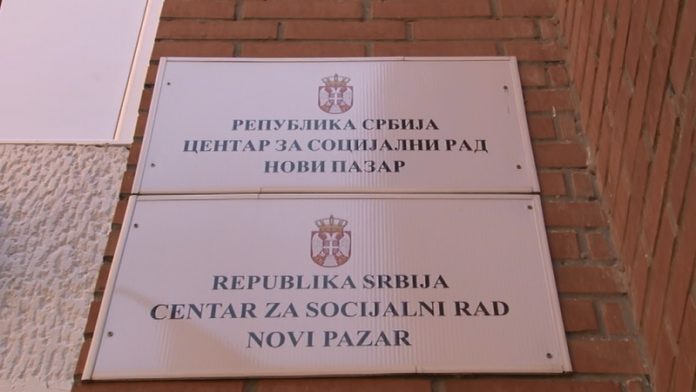 РЕПУБЛИКА СРБИЈА
ЦЕНТАР ЗА СОЦИЈАЛНИ РАД
НОВИ ПАЗАР
REPUBLIKA SRBIJA
CENTAR ZA SOCIJALNI RAD
NOVI PAZAR